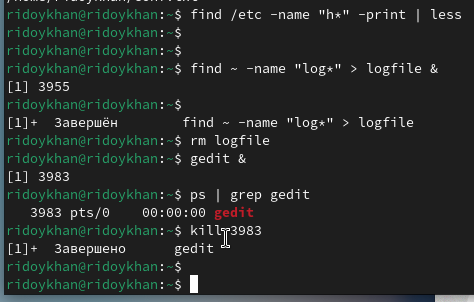 ridoykhan@ridoykhan:~$ find /etc -name "h*" -print | less
ridoykhan@ridoykhan:~$
ridoykhan@ridoykhan:~$
ridoykhan@ridoykhan:~$ find ~ -name "log*" > logfile &
[1] 3955
ridoykhan@ridoykhan:~$
[1]+  Завершён        find ~ -name "log*" > logfile
ridoykhan@ridoykhan:~$ rm logfile
ridoykhan@ridoykhan:~$ gedit &
[1] 3983
ridoykhan@ridoykhan:~$ ps | grep gedit
   3983 pts/0    00:00:00 gedit
ridoykhan@ridoykhan:~$ kill 3983
[1]+  Завершено      gedit
ridoykhan@ridoykhan:~$
ridoykhan@ridoykhan:~$